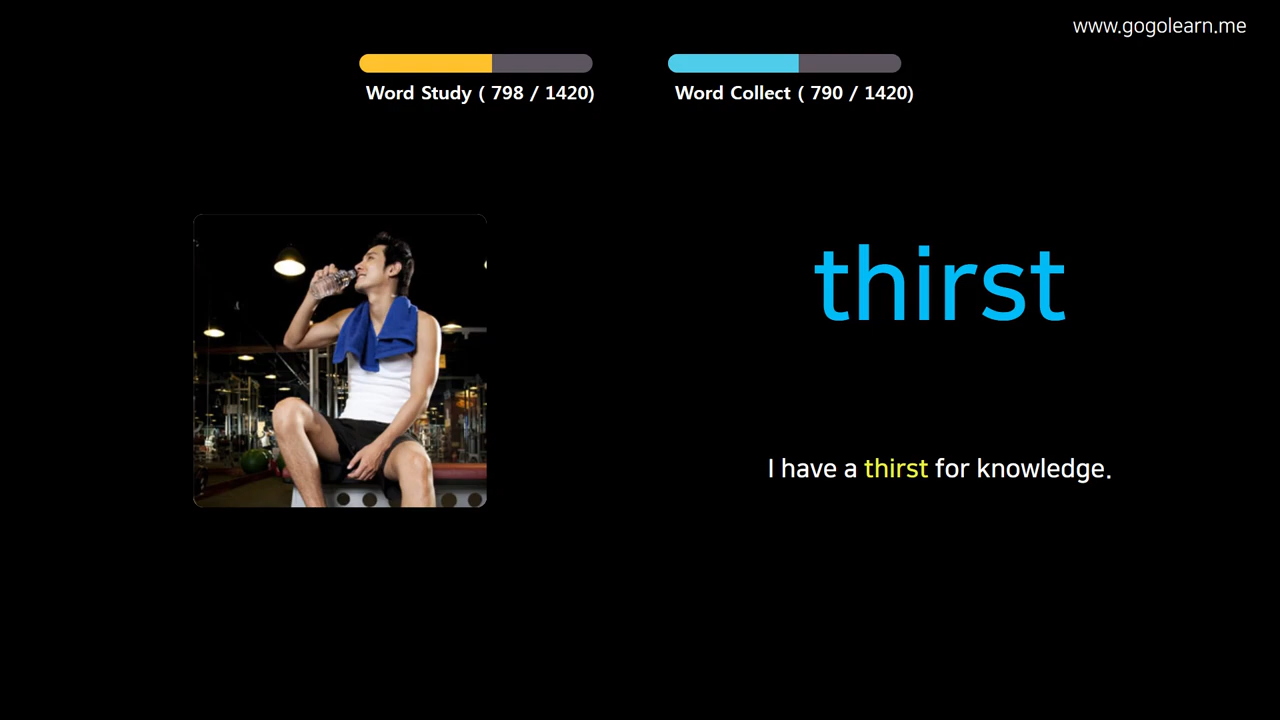 www.gogolearn.me
Word Study ( 798 / 1420)
Word Collect ( 790 / 1420)
thirst
I have a thirst for knowledge.